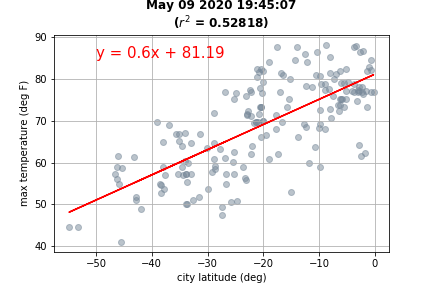 May 09 2020 19:45:07
(r² = 0.52818)
y = 0.6x + 81.19
90
80
70
60
50
40
max temperature (deg F)
−50
−40
−30
−20
−10
0
city latitude (deg)